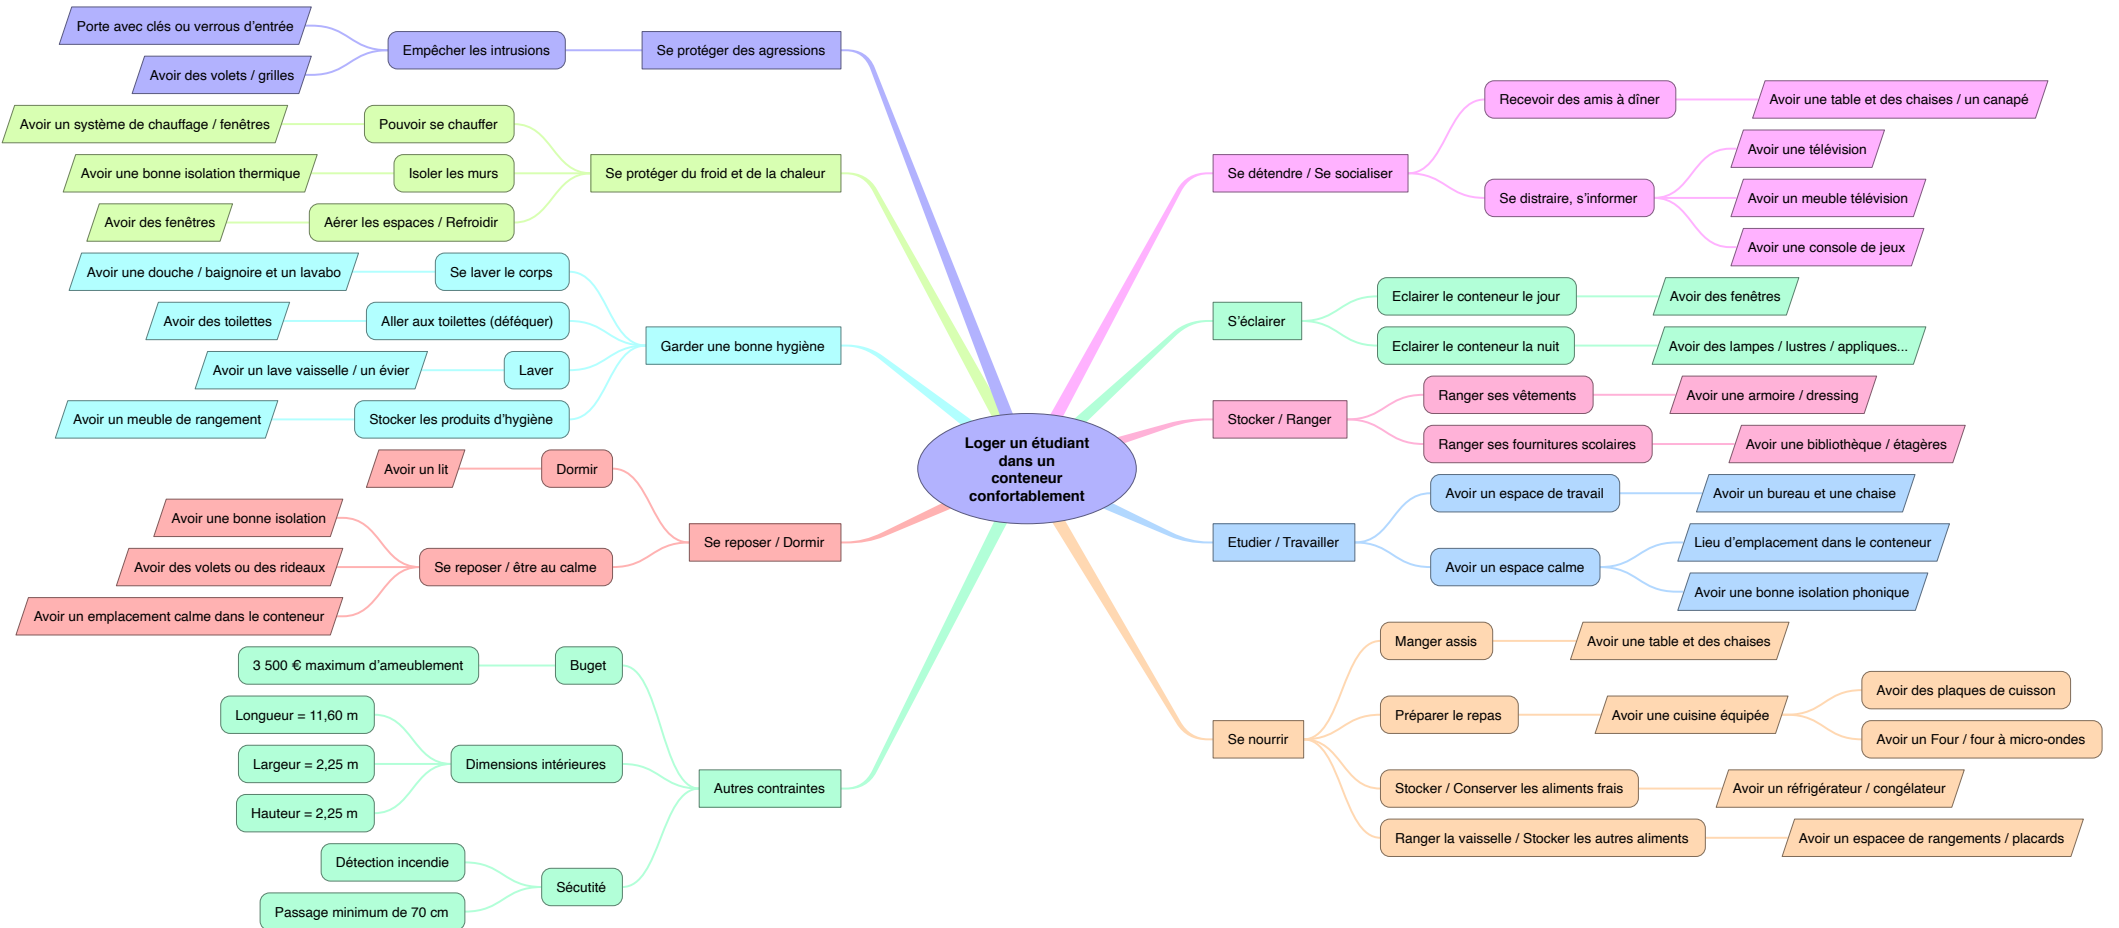 Loger un étudiant
dans un
conteneur
confortablement
Se protéger des agressions
Empêcher les intrusions
Porte avec clés ou verrous d'entrée
Avoir des volets / grilles
Se protéger du froid et de la chaleur
Pouvoir se chauffer
Avoir un système de chauffage / fenêtres
Isoler les murs
Avoir une bonne isolation thermique
Aérer les espaces / Refroidir
Avoir des fenêtres
Garder une bonne hygiène
Se laver le corps
Avoir une douche / baignoire et un lavabo
Aller aux toilettes (déféquer)
Avoir des toilettes
Laver
Avoir un lave vaisselle / un évier
Stocker les produits d'hygiène
Avoir un meuble de rangement
Se reposer / Dormir
Dormir
Avoir un lit
Se reposer / être au calme
Avoir une bonne isolation
Avoir des volets ou des rideaux
Avoir un emplacement calme dans le conteneur
Autres contraintes
Buget
3 500 € maximum d'ameublement
Dimensions intérieures
Longueur = 11,60 m
Largeur = 2,25 m
Hauteur = 2,25 m
Sécutité
Détection incendie
Passage minimum de 70 cm
Se détendre / Se socialiser
Recevoir des amis à dîner
Avoir une table et des chaises / un canapé
Se distraire, s'informer
Avoir une télévision
Avoir un meuble télévision
Avoir une console de jeux
S'éclairer
Eclairer le conteneur le jour
Avoir des fenêtres
Eclairer le conteneur la nuit
Avoir des lampes / lustres / appliques...
Stocker / Ranger
Ranger ses vêtements
Avoir une armoire / dressing
Ranger ses fournitures scolaires
Avoir une bibliothèque / étagères
Etudier / Travailler
Avoir un espace de travail
Avoir un bureau et une chaise
Avoir un espace calme
Lieu d'emplacement dans le conteneur
Avoir une bonne isolation phonique
Se nourrir
Manger assis
Avoir une table et des chaises
Préparer le repas
Avoir une cuisine équipée
Avoir des plaques de cuisson
Avoir un Four / four à micro-ondes
Stocker / Conserver les aliments frais
Avoir un réfrigérateur / congélateur
Ranger la vaisselle / Stocker les autres aliments
Avoir un espacee de rangements / placards